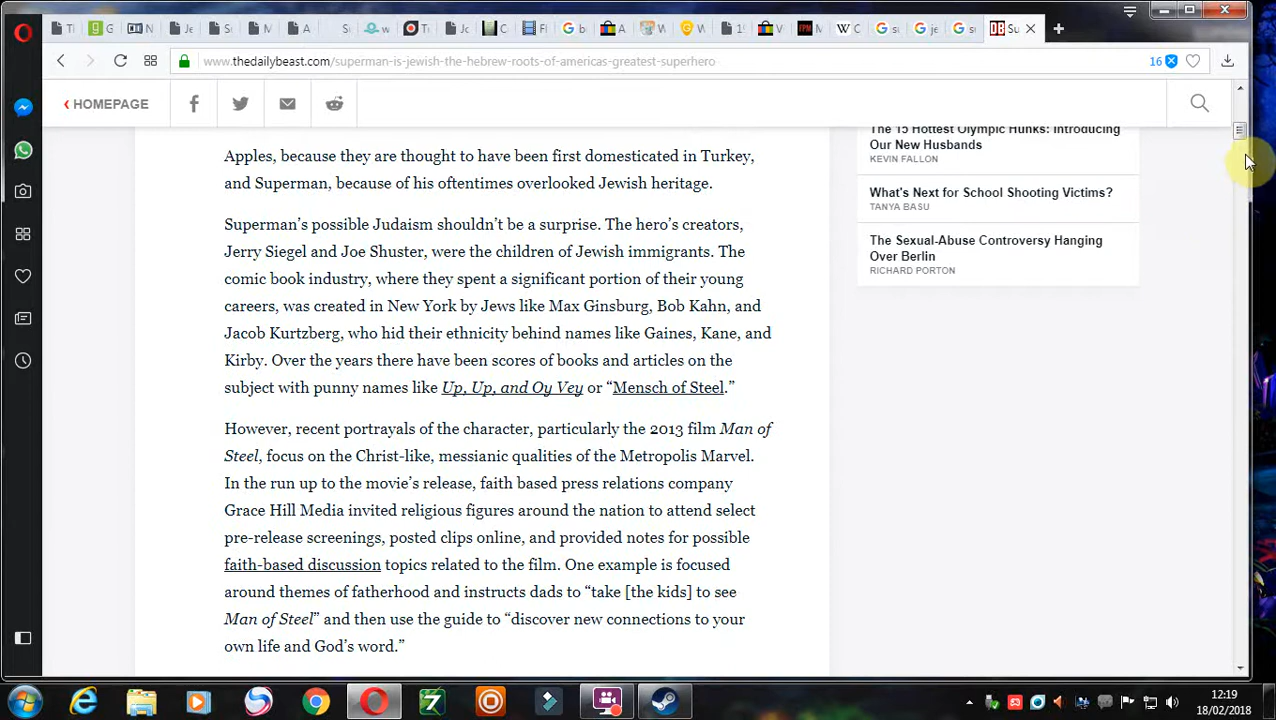 www.thedailybeast.com/superman-is-jewish-the-hebrew-roots-of-americas-greatest-superhero
16
HOMEPAGE
Apples, because they are thought to have been first domesticated in Turkey,
and Superman, because of his oftentimes overlooked Jewish heritage.
Superman’s possible Judaism shouldn’t be a surprise. The hero’s creators,
Jerry Siegel and Joe Shuster, were the children of Jewish immigrants. The
comic book industry, where they spent a significant portion of their young
careers, was created in New York by Jews like Max Ginsburg, Bob Kahn, and
Jacob Kurtzberg, who hid their ethnicity behind names like Gaines, Kane, and
Kirby. Over the years there have been scores of books and articles on the
subject with punny names like Up, Up, and Oy Vey or “Mensch of Steel.”
However, recent portrayals of the character, particularly the 2013 film Man of
Steel, focus on the Christ-like, messianic qualities of the Metropolis Marvel.
In the run up to the movie’s release, faith based press relations company
Grace Hill Media invited religious figures around the nation to attend select
pre-release screenings, posted clips online, and provided notes for possible
faith-based discussion topics related to the film. One example is focused
around themes of fatherhood and instructs dads to “take [the kids] to see
Man of Steel” and then use the guide to “discover new connections to your
own life and God’s word.”
The 15 Hottest Olympic Hunks: Introducing
Our New Husbands
KEVIN FALLON
What's Next for School Shooting Victims?
TANYA BASU
The Sexual-Abuse Controversy Hanging
Over Berlin
RICHARD PORTON
12:19
18/02/2018